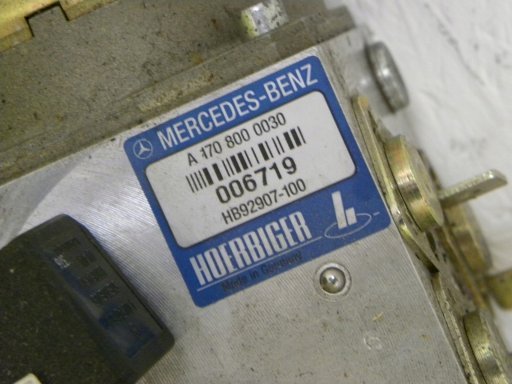 MERCEDES-BENZ
A 170 800 0030
006719
HB92907-100
HOERBIGER
Made in Germany